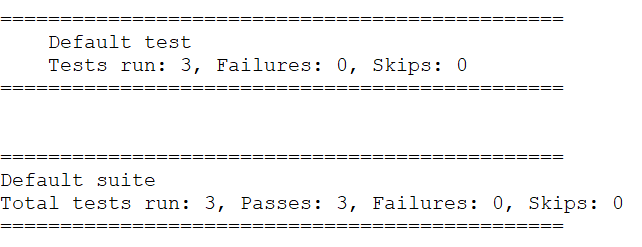 ===============================================
    Default test
    Tests run: 3, Failures: 0, Skips: 0
===============================================


===============================================
Default suite
Total tests run: 3, Passes: 3, Failures: 0, Skips: 0
===============================================